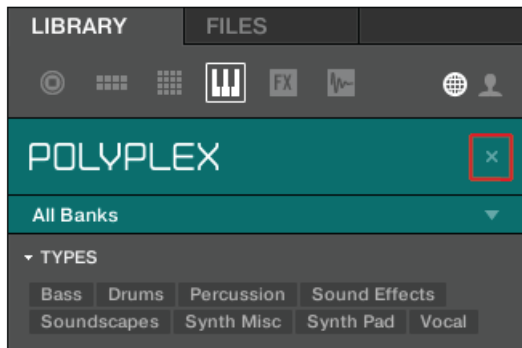 LIBRARY FILES
FX
POLYPLEX ×
All Banks
TYPES
Bass Drums Percussion Sound Effects
Soundscapes Synth Misc Synth Pad Vocal